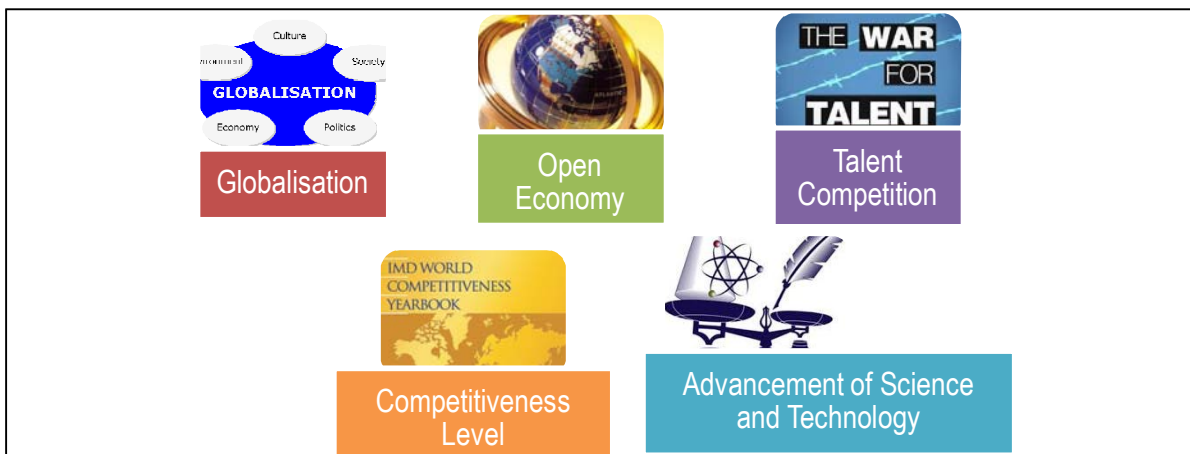 Culture
Society
GLOBALISATION
Economy
Politics
Globalisation
Open
Economy
THE WAR
FOR
TALENT
Talent
Competition
IMD WORLD
COMPETITIVENESS
YEARBOOK
Competitiveness
Level
Advancement of Science
and Technology